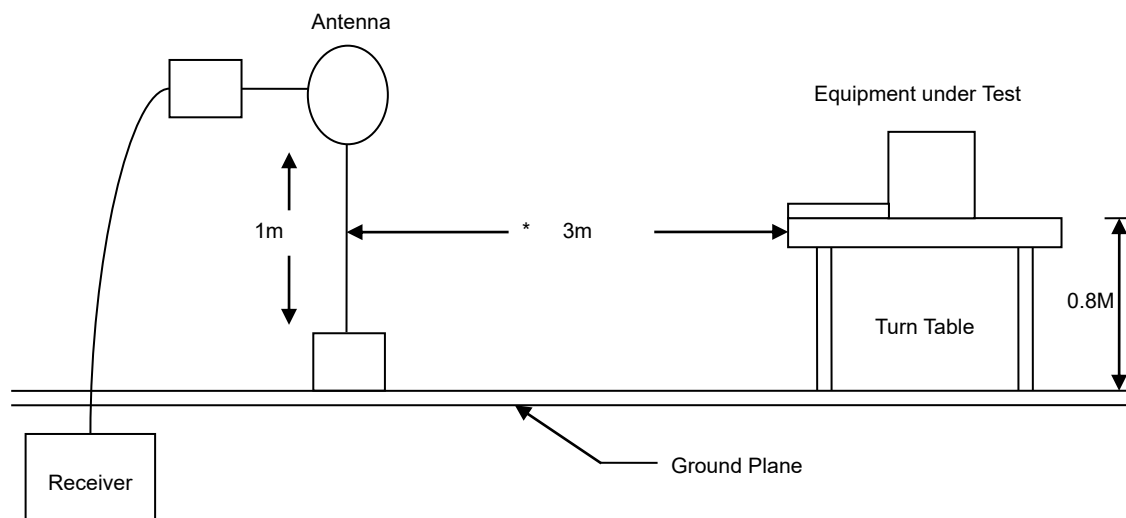 Antenna
Equipment under Test
1m
* 3m
0.8M
Turn Table
Ground Plane
Receiver